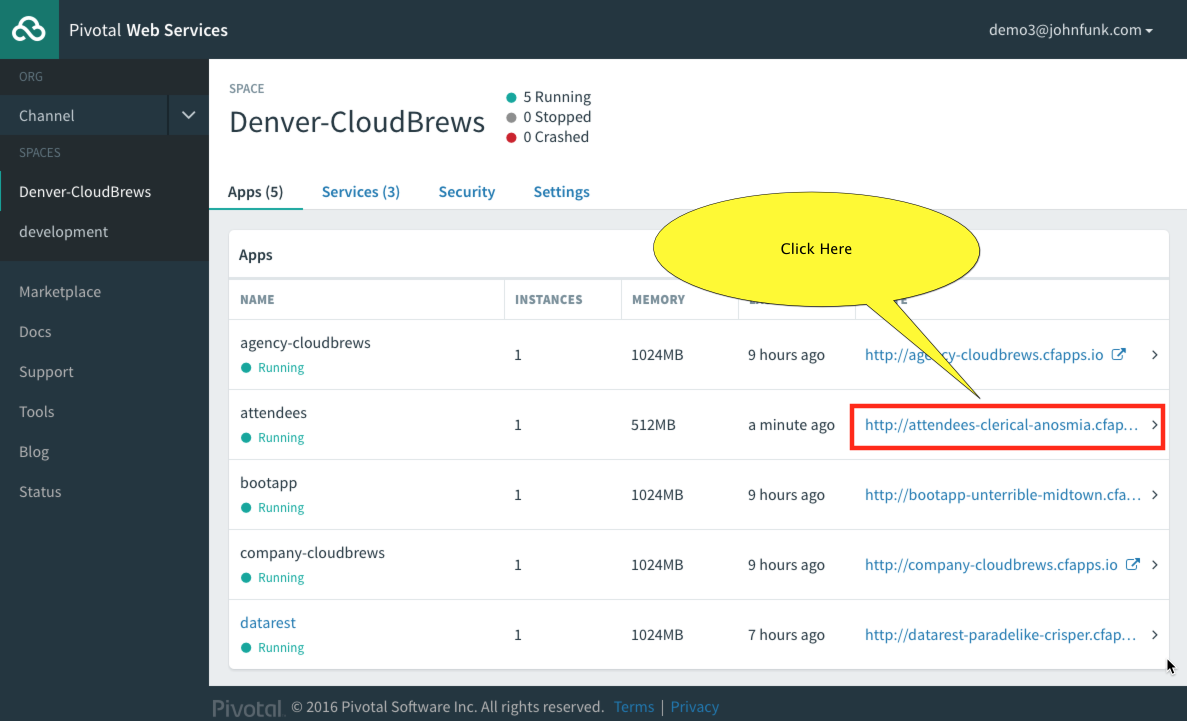 Pivotal Web Services
demo3@johnfunk.com
ORG
Channel
SPACES
Denver-CloudBrews
development
Marketplace
Docs
Support
Tools
Blog
Status
SPACE
Denver-CloudBrews
5 Running
0 Stopped
0 Crashed
Apps (5) Services (3) Security Settings
Click Here
Apps
NAME INSTANCES MEMORY
agency-cloudbrews
Running
1 1024MB 9 hours ago http://agency-cloudbrews.cfapps.io
attendees
Running
1 512MB a minute ago http://attendees-clerical-anosmia.cfap...
bootapp
Running
1 1024MB 9 hours ago http://bootapp-unterrible-midtown.cfa...
company-cloudbrews
Running
1 1024MB 9 hours ago http://company-cloudbrews.cfapps.io
datarest
Running
1 1024MB 7 hours ago http://datarest-paradelike-crisper.cfap...
Pivotal. © 2016 Pivotal Software Inc. All rights reserved. Terms | Privacy